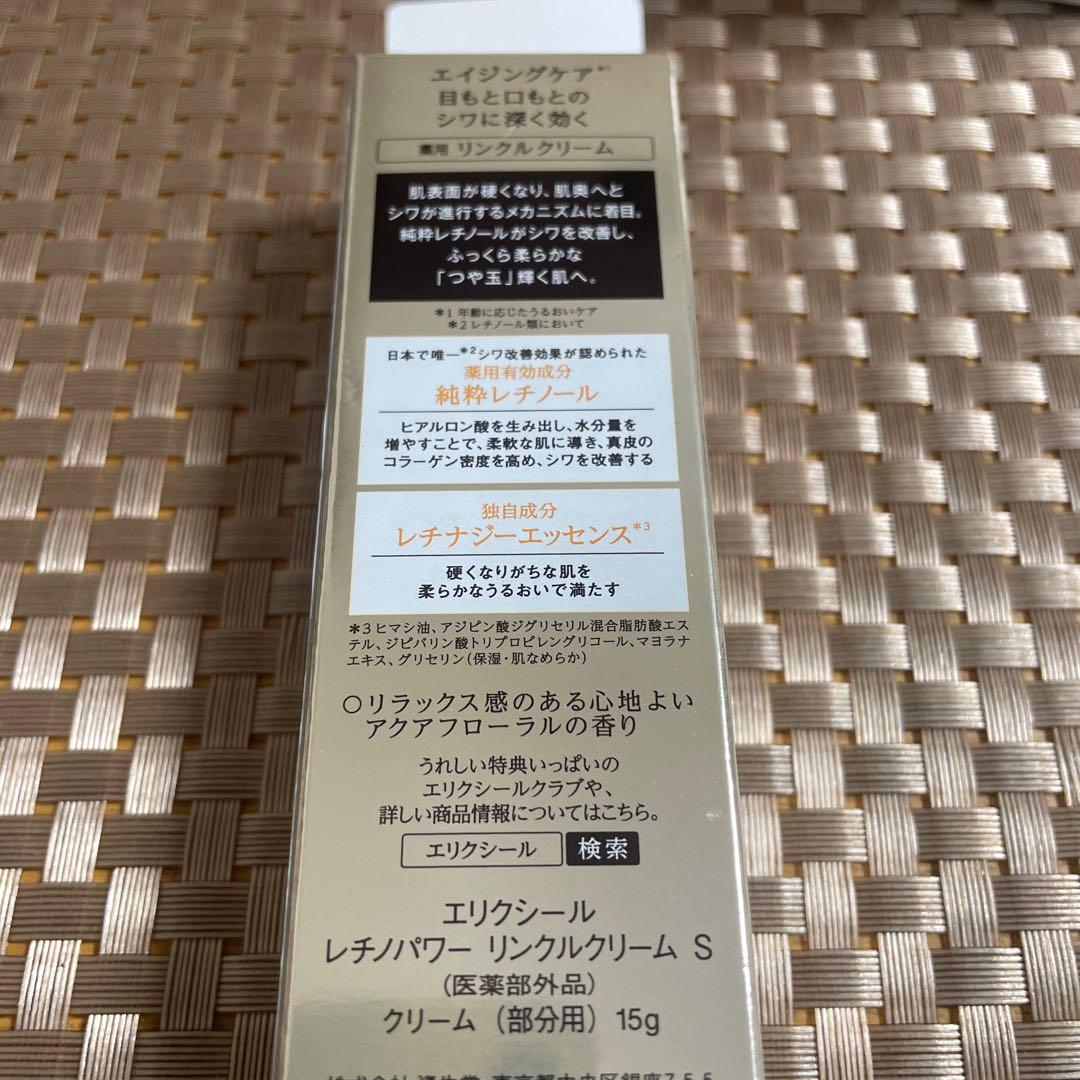 エイジングケア*1
目もと口もとの
シワに深く効く
薬用 リンクルクリーム
肌表面が硬くなり、肌奥へと
シワが進行するメカニズムに着目。
純粋レチノールがシワを改善し、
ふっくら柔らかな
「つや玉」輝く肌へ。
*1 年齢に応じたうるおいケア
*2 レチノール類において
日本で唯一*2シワ改善効果が認められた
薬用有効成分
純粋レチノール
ヒアルロン酸を生み出し、水分量を
増やすことで、柔軟な肌に導き、真皮の
コラーゲン密度を高め、シワを改善する
独自成分
レチナジーエッセンス*3
硬くなりがちな肌を
柔らかなうるおいで満たす
*3 ヒマシ油、アジピン酸ジグリセリル混合脂肪酸エス
テル、ジピバリン酸トリプロピレングリコール、マヨラナ
エキス、グリセリン(保湿・肌なめらか)
○リラックス感のある心地よい
アクアフローラルの香り
うれしい特典いっぱいの
エリクシールクラブや、
詳しい商品情報についてはこちら。
エリクシール 検索
エリクシール
レチノパワー リンクルクリーム S
(医薬部外品)
クリーム (部分用) 15g
株式会社 資生堂 東京都中央区銀座7-5-5